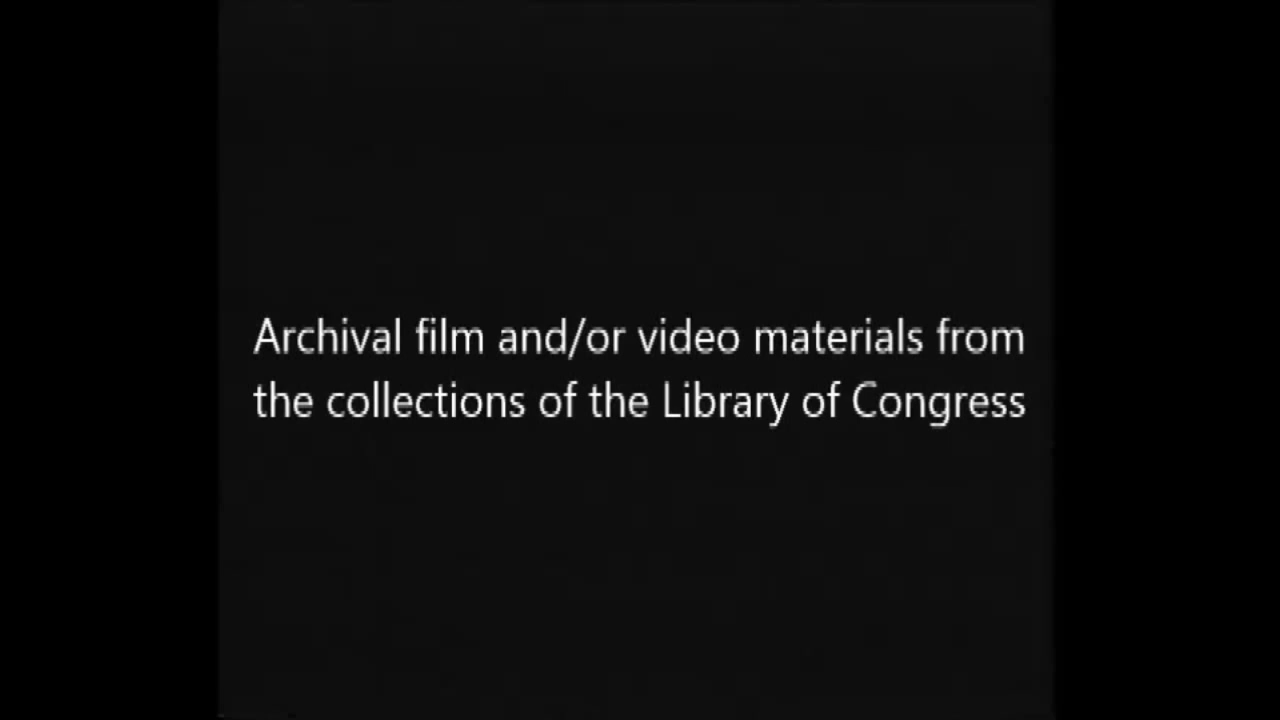 Archival film and/or video materials from
the collections of the Library of Congress